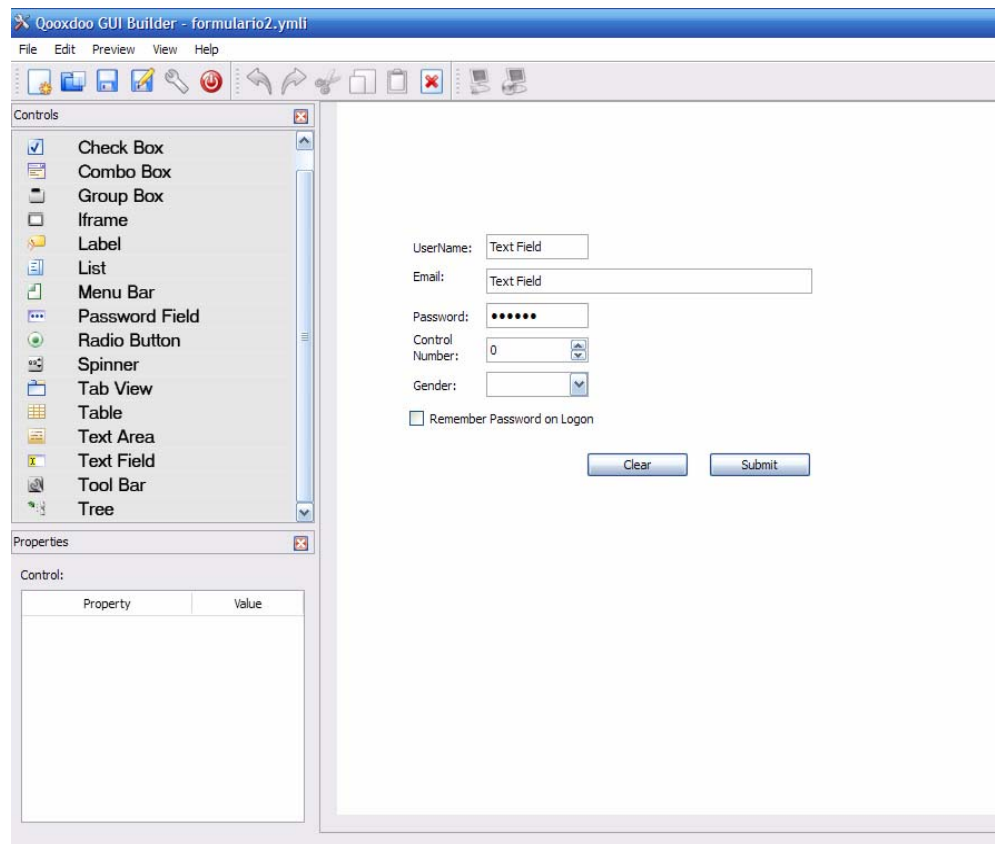 Qooxdoo GUI Builder - formulario2.ymli
File Edit Preview View Help
Controls
Check Box
Combo Box
Group Box
Iframe
Label
List
Menu Bar
Password Field
Radio Button
Spinner
Tab View
Table
Text Area
Text Field
Tool Bar
Tree
Properties
Control:
Property Value
UserName: Text Field
Email: Text Field
Password: ••••••
Control
Number: 0
Gender:
Remember Password on Logon
Clear Submit